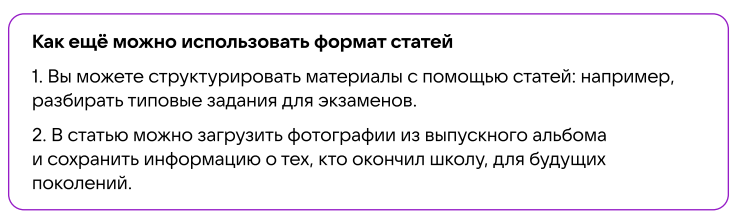 Как ещё можно использовать формат статей
1. Вы можете структурировать материалы с помощью статей: например,
разбирать типовые задания для экзаменов.
2. В статью можно загрузить фотографии из выпускного альбома
и сохранить информацию о тех, кто окончил школу, для будущих
поколений.